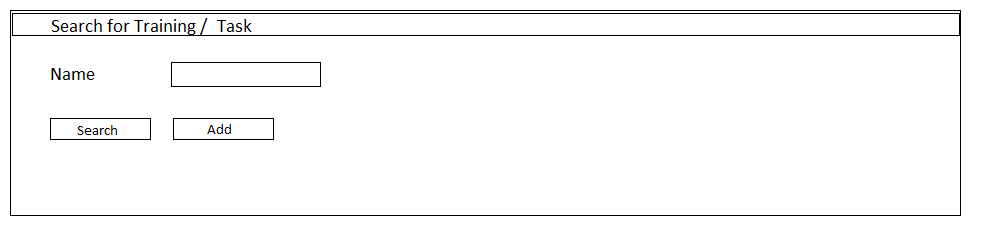 Search for Training / Task
Name
Search Add